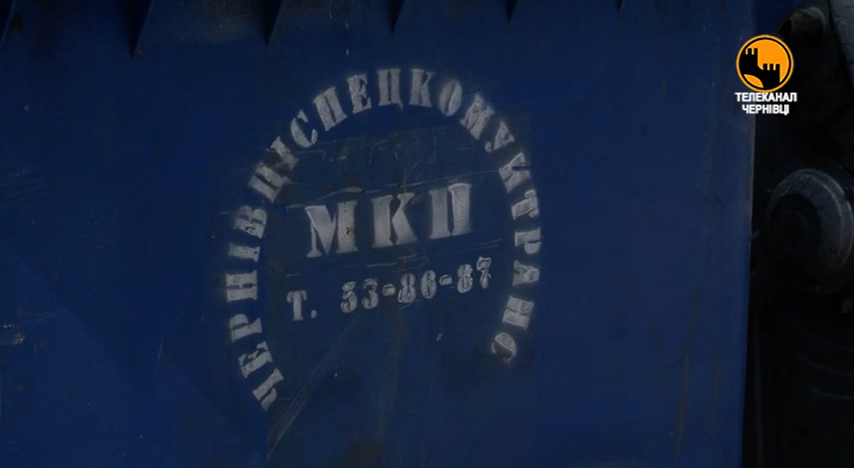 ЧЕРНІВЦІСПЕЦКОМУНТРАНС
МКП
Т. 53-86-87
ТЕЛЕКАНАЛ
ЧЕРНІВЦІ